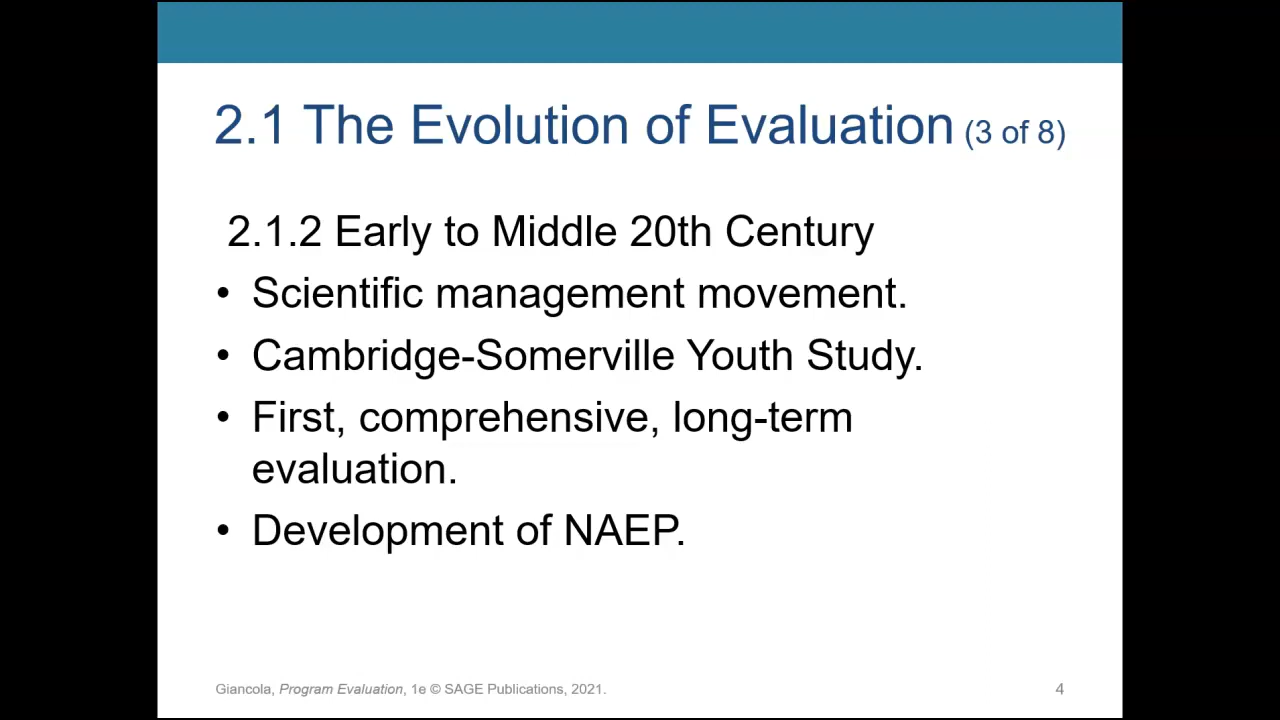 2.1 The Evolution of Evaluation (3 of 8)
2.1.2 Early to Middle 20th Century
• Scientific management movement.
• Cambridge-Somerville Youth Study.
• First, comprehensive, long-term
evaluation.
• Development of NAEP.
Giancola, Program Evaluation, 1e © SAGE Publications, 2021.
4